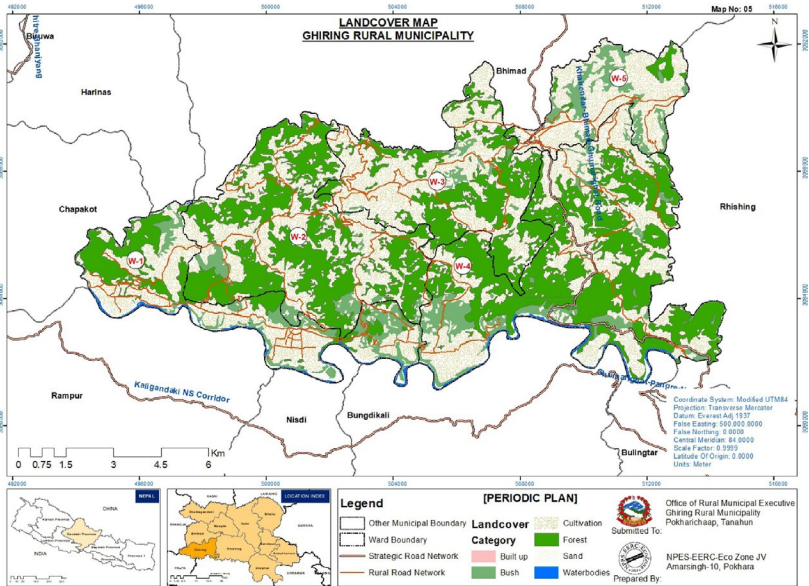 Map No: 05
LANDCOVER MAP
GHIRING RURAL MUNICIPALITY
482000
496000
500000
504000
508000
512000
N
Biruwa
Harinas
Bhimad
W-5
Chapakot
W-3
Rhishing
W-2
W-1
W-4
Rampur
Kaligandaki NS Corridor
Nisdi
Bungdikali
Bulingtar
Coordinate System: Modified UTM84
Projection: Transverse Mercator
Datum: Everest Adj 1937
False Easting: 500,000.0000
False Northing: 0.0000
Central Meridian: 84.0000
Scale Factor: 0.9999
Latitude Of Origin: 0.0000
Units: Meter
Km
0 0.75 1.5 3 4.5 6
NEPAL
CHINA
INDIA
LOCATION INDEX
Legend
Other Municipal Boundary
Ward Boundary
Strategic Road Network
Rural Road Network
[PERIODIC PLAN]
Landcover
Category
Built up
Bush
Cultivation
Forest
Sand
Waterbodies
Office of Rural Municipal Executive
Ghiring Rural Municipality
Pokharichaap, Tanahun
Submitted To:
NPES-EERC-Eco Zone JV
Amarsingh-10, Pokhara
Prepared By: